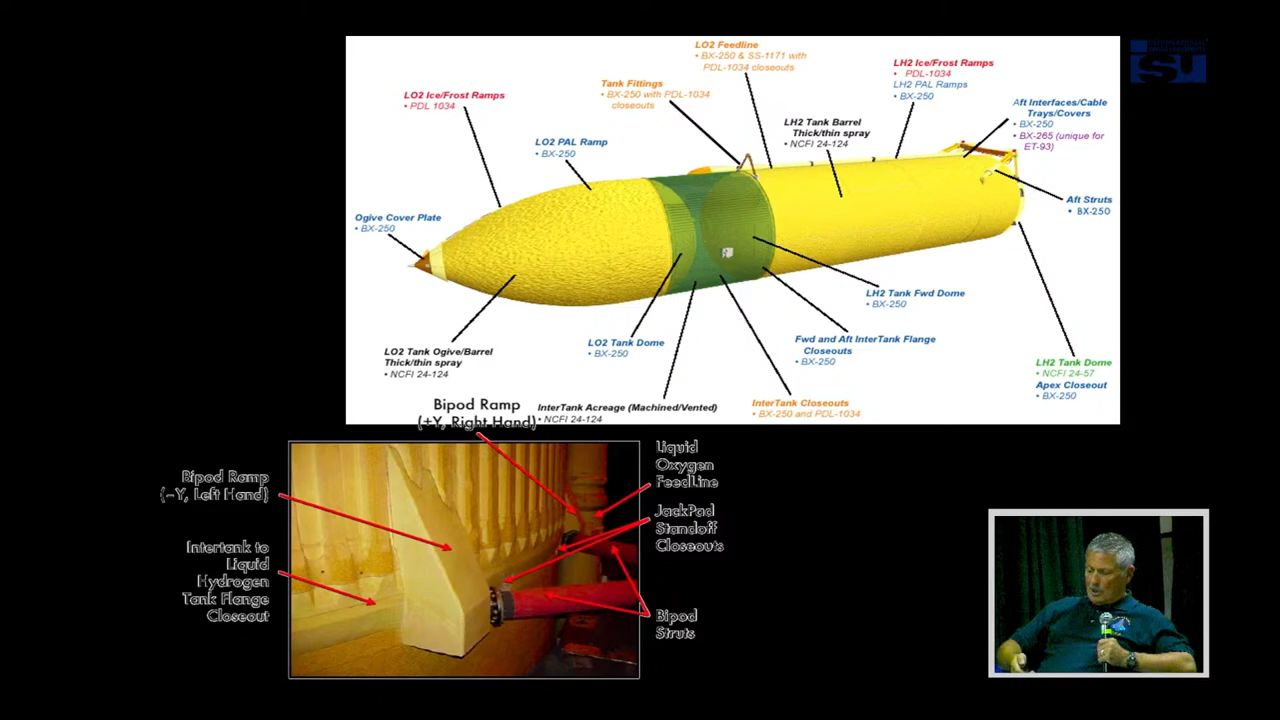 LO2 Feedline
• BX-250 & SS-1171 with
PDL-1034 closeouts
LH2 Ice/Frost Ramps
• PDL-1034
LH2 PAL Ramps
• BX-250
Tank Fittings
• BX-250 with PDL-1034
closeouts
LO2 Ice/Frost Ramps
• PDL 1034
Aft Interfaces/Cable
Trays/Covers
• BX-250
• BX-265 (unique for
ET-93)
LH2 Tank Barrel
Thick/thin spray
• NCFI 24-124
LO2 PAL Ramp
• BX-250
Aft Struts
• BX-250
Ogive Cover Plate
• BX-250
LH2 Tank Fwd Dome
• BX-250
LO2 Tank Dome
• BX-250
Fwd and Aft InterTank Flange
Closeouts
• BX-250
LO2 Tank Ogive/Barrel
Thick/thin spray
• NCFI 24-124
LH2 Tank Dome
• NCFI 24-57
Apex Closeout
• BX-250
InterTank Acreage (Machined/Vented)
• NCFI 24-124
InterTank Closeouts
• BX-250 and PDL-1034
Bipod Ramp
(+Y, Right Hand)
Bipod Ramp
(–Y, Left Hand)
Liquid
Oxygen
FeedLine
JackPad
Standoff
Closeouts
Intertank to
Liquid
Hydrogen
Tank Flange
Closeout
Bipod
Struts